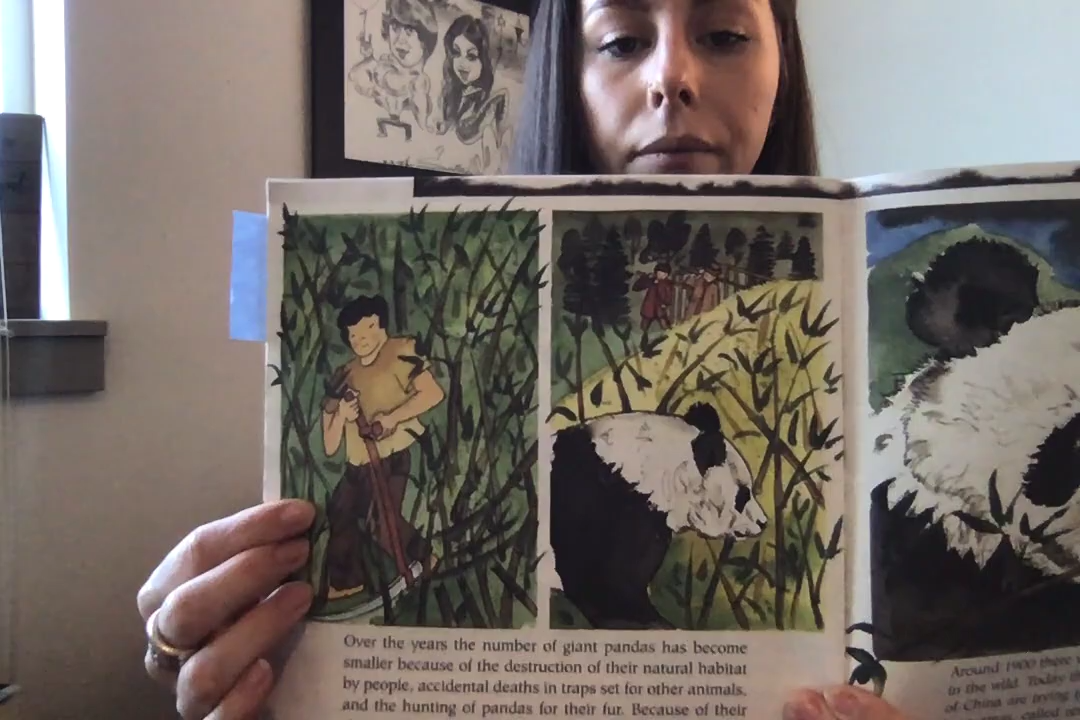 Over the years the number of giant pandas has become
smaller because of the destruction of their natural habitat
by people, accidental deaths in traps set for other animals,
and the hunting of pandas for their fur. Because of their
Around 1900 there
in the wild. Today
of China are living
called